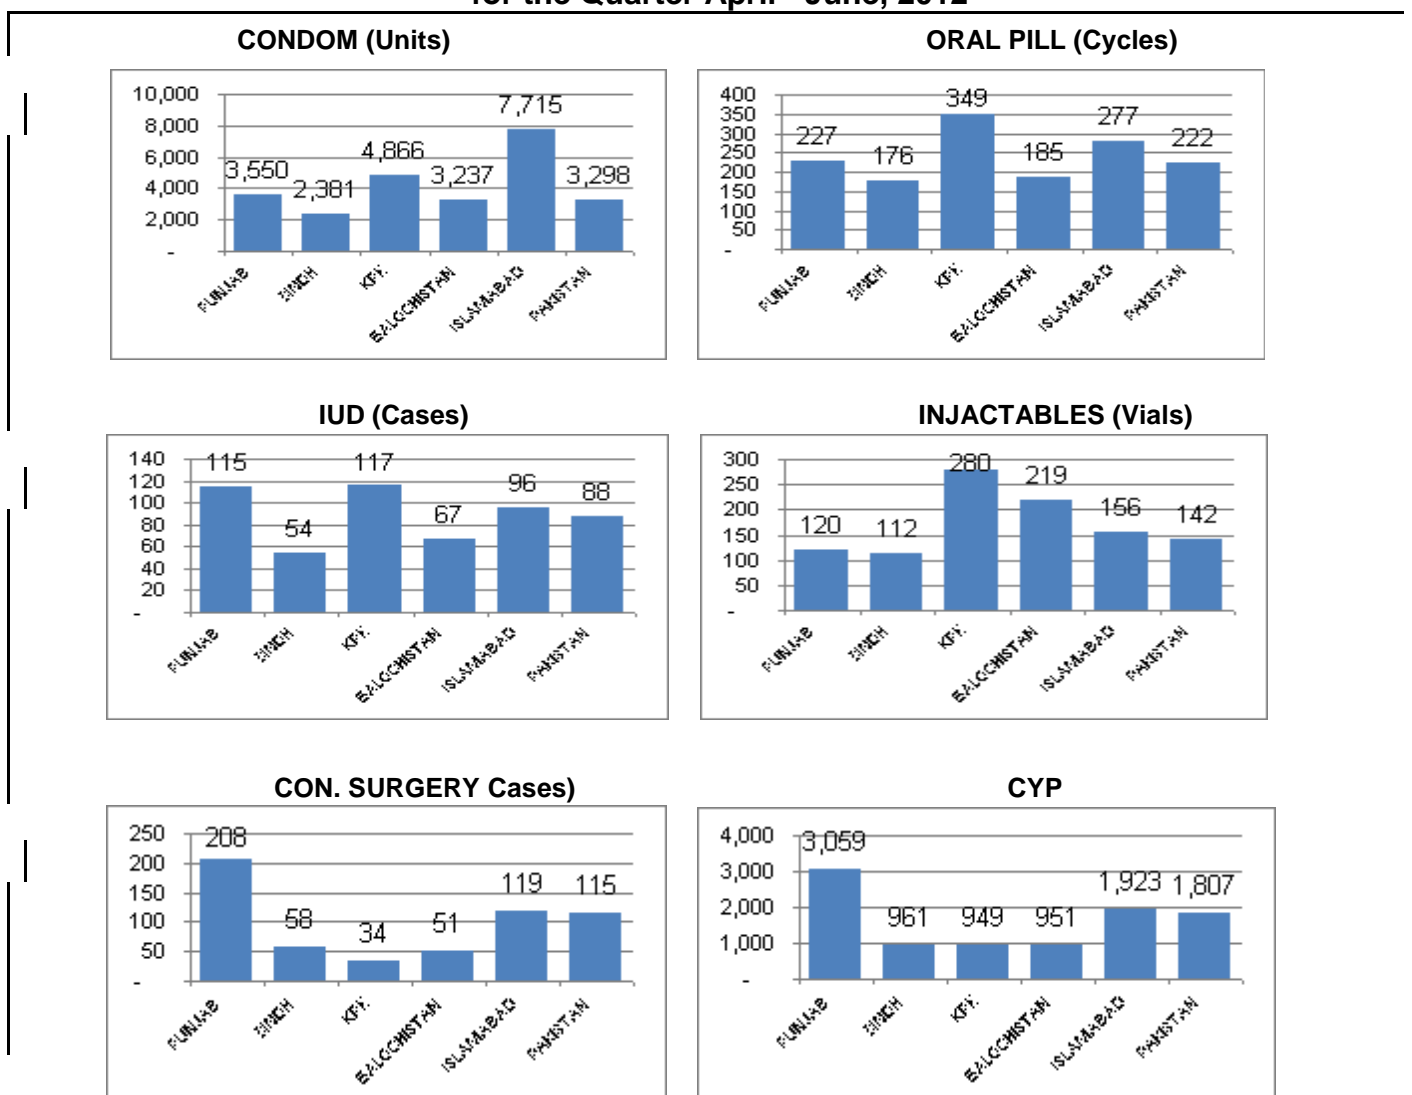 for the Quarter April - June, 2012
CONDOM (Units)
10,000
8,000
6,000
4,000
2,000
-
3,550
2,381
4,866
3,237
7,715
3,298
PUNJAB
SINDH
KPK
BALOCHISTAN
ISLAMABAD
PAKISTAN
ORAL PILL (Cycles)
400
350
300
250
200
150
100
50
-
227
176
349
185
277
222
PUNJAB
SINDH
KPK
BALOCHISTAN
ISLAMABAD
PAKISTAN
IUD (Cases)
140
120
100
80
60
40
20
-
115
54
117
67
96
88
PUNJAB
SINDH
KPK
BALOCHISTAN
ISLAMABAD
PAKISTAN
INJACTABLES (Vials)
300
250
200
150
100
50
-
120
112
280
219
156
142
PUNJAB
SINDH
KPK
BALOCHISTAN
ISLAMABAD
PAKISTAN
CON. SURGERY Cases)
250
200
150
100
50
-
208
58
34
51
119
115
PUNJAB
SINDH
KPK
BALOCHISTAN
ISLAMABAD
PAKISTAN
CYP
4,000
3,000
2,000
1,000
-
3,059
961
949
951
1,923
1,807
PUNJAB
SINDH
KPK
BALOCHISTAN
ISLAMABAD
PAKISTAN